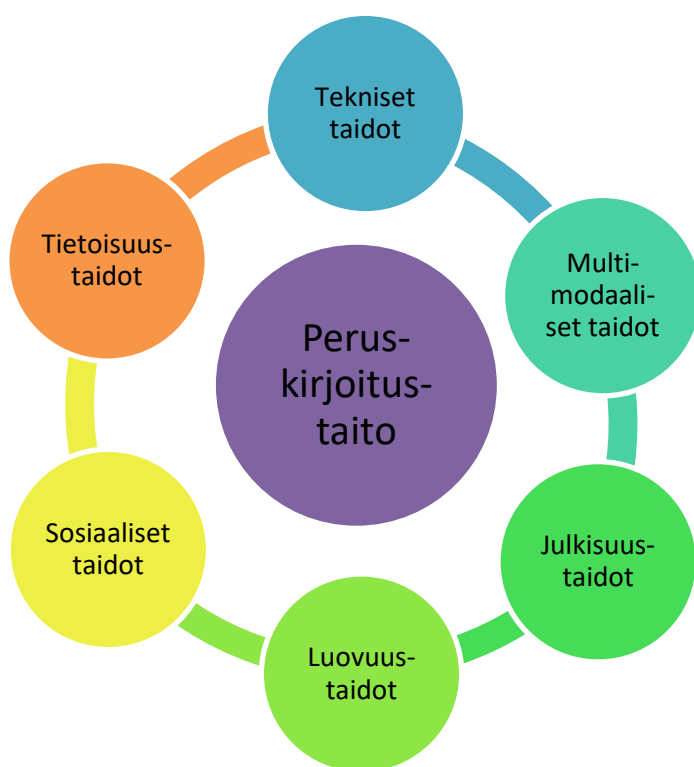 Tekniset
taidot
Multi-
modaali-
set taidot
Julkisuus-
taidot
Luovuus-
taidot
Sosiaaliset
taidot
Tietoisuus-
taidot
Perus-
kirjoitus-
taito